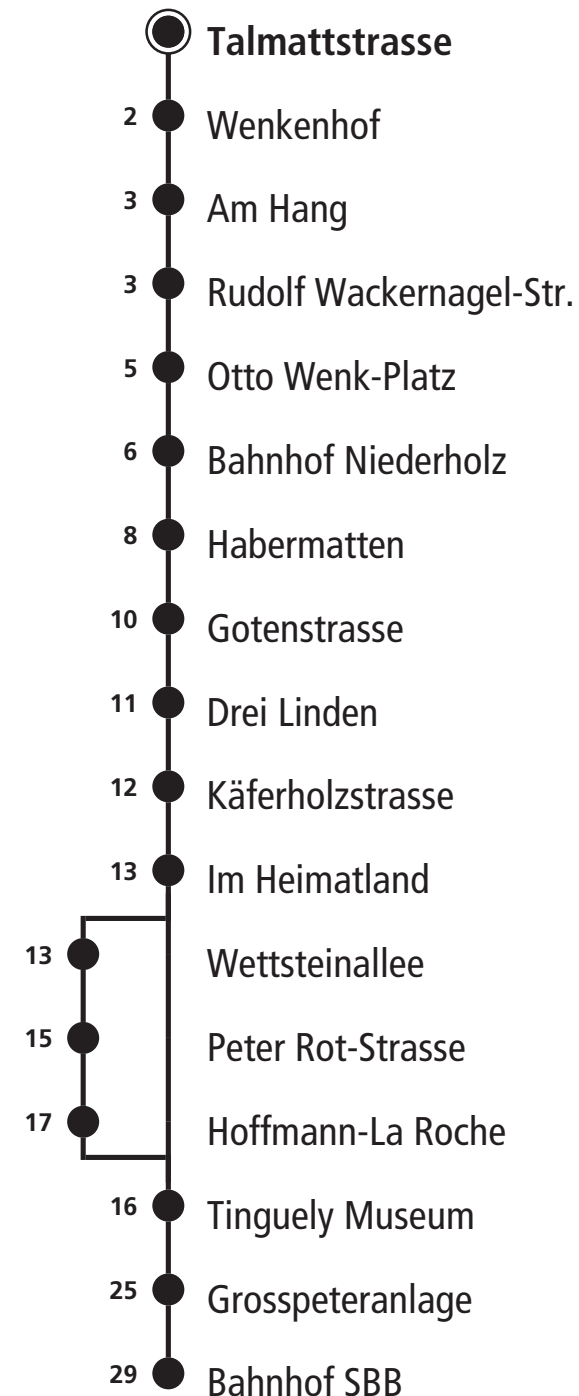 Talmattstrasse
2 Wenkenhof
3 Am Hang
3 Rudolf Wackernagel-Str.
5 Otto Wenk-Platz
6 Bahnhof Niederholz
8 Habermatten
10 Gotenstrasse
11 Drei Linden
12 Käferholzstrasse
13 Im Heimatland
13 Wettsteinallee
15 Peter Rot-Strasse
17 Hoffmann-La Roche
16 Tinguely Museum
25 Grosspeteranlage
29 Bahnhof SBB